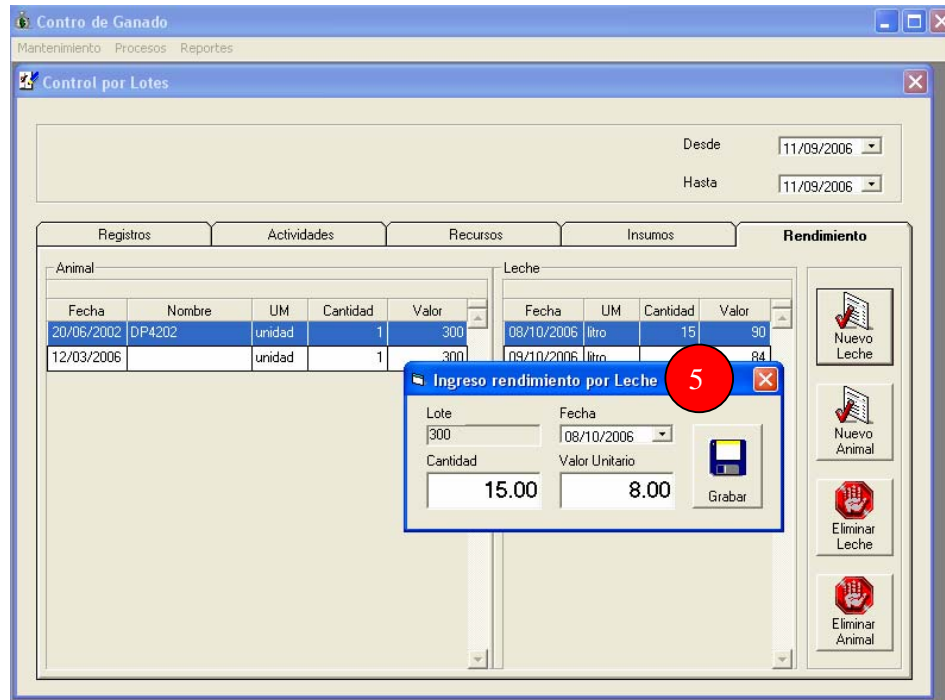 Contro de Ganado
Mantenimiento Procesos Reportes
Control por Lotes
Desde 11/09/2006
Hasta 11/09/2006
Registros Actividades Recursos Insumos Rendimiento
Animal
Fecha Nombre UM Cantidad Valor
20/06/2002 DP4202 unidad 1 300
12/03/2006 unidad 1 300
Leche
Fecha UM Cantidad Valor
08/10/2006 litro 15 90
09/10/2006 litro 84
Nuevo
Leche
Nuevo
Animal
Eliminar
Leche
Eliminar
Animal
Ingreso rendimiento por Leche 5
Lote Fecha
300 08/10/2006
Cantidad Valor Unitario
15.00 8.00
Grabar